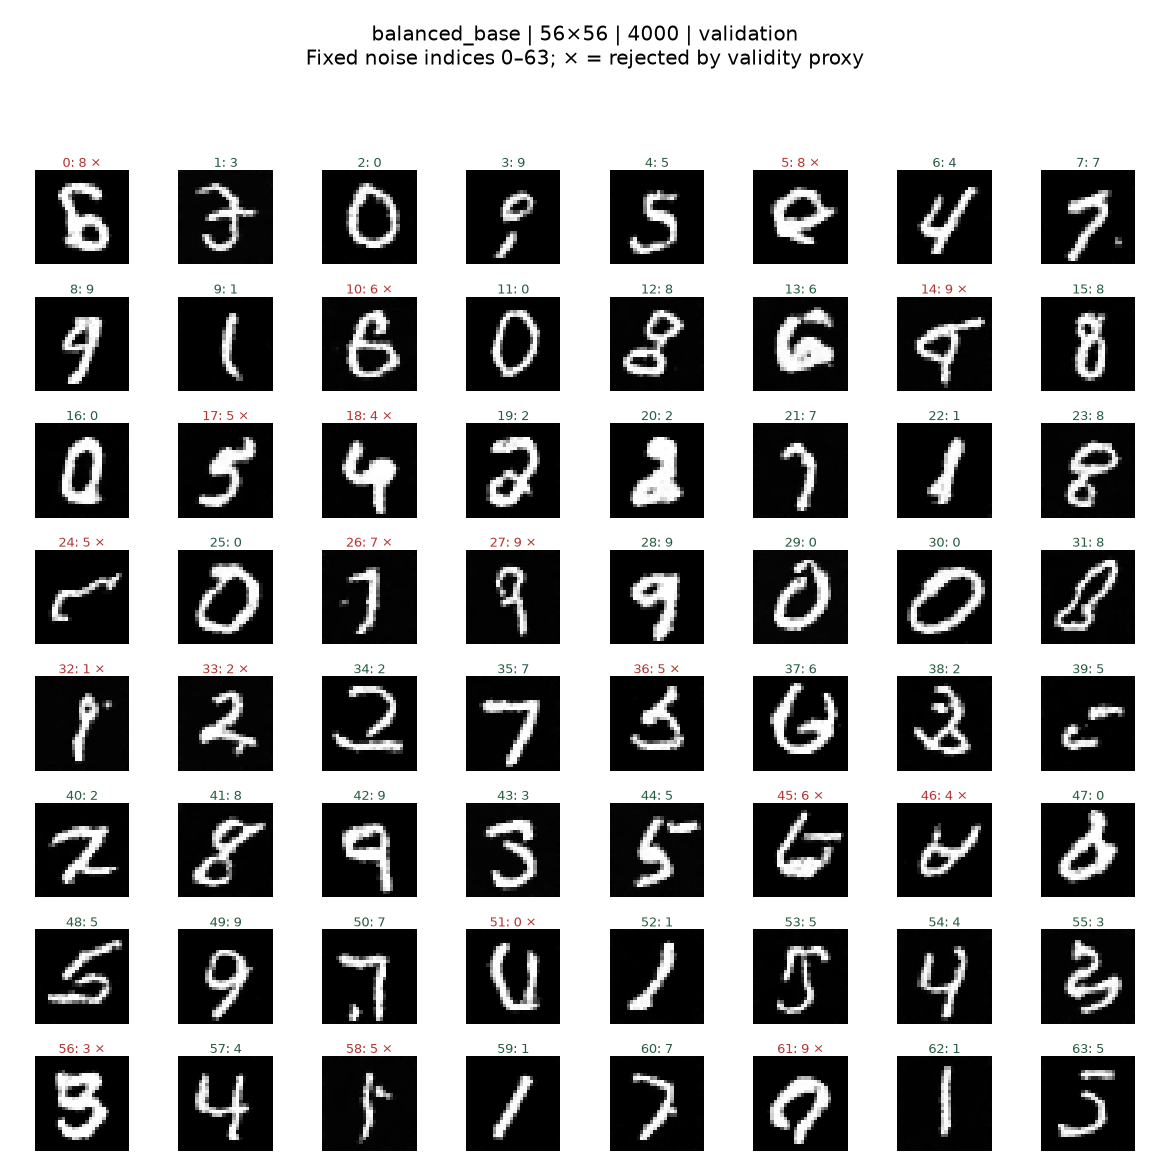 balanced_base | 56×56 | 4000 | validation
Fixed noise indices 0–63; × = rejected by validity proxy
0: 8 × 1: 3 2: 0 3: 9 4: 5 5: 8 × 6: 4 7: 7
8: 9 9: 1 10: 6 × 11: 0 12: 8 13: 6 14: 9 × 15: 8
16: 0 17: 5 × 18: 4 × 19: 2 20: 2 21: 7 22: 1 23: 8
24: 5 × 25: 0 26: 7 × 27: 9 × 28: 9 29: 0 30: 0 31: 8
32: 1 × 33: 2 × 34: 2 35: 7 36: 5 × 37: 6 38: 2 39: 5
40: 2 41: 8 42: 9 43: 3 44: 5 45: 6 × 46: 4 × 47: 0
48: 5 49: 9 50: 7 51: 0 × 52: 1 53: 5 54: 4 55: 3
56: 3 × 57: 4 58: 5 × 59: 1 60: 7 61: 9 × 62: 1 63: 5